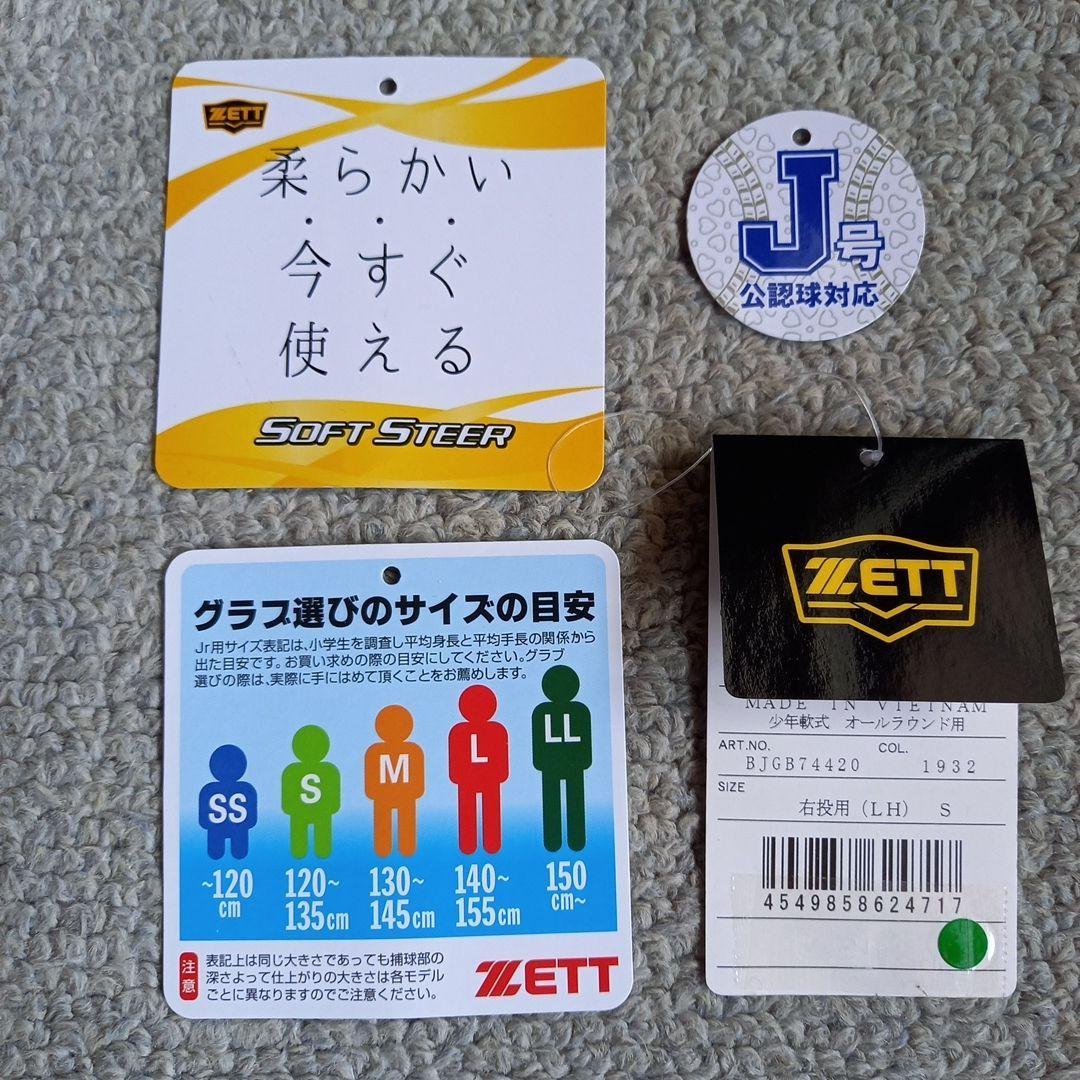 ZETT
柔らかい
・・・
今すぐ
使える
SOFT STEER
J号
公認球対応
グラブ選びのサイズの目安
Jr用サイズ表記は、小学生を調査し平均身長と平均手長の関係から
出た目安です。お買い求めの際の目安にしてください。グラブ
選びの際は、実際に手にはめて頂くことをお薦めします。
SS
S
M
L
LL
~120
cm
120~
135cm
130~
145cm
140~
155cm
150
cm~
注意
表記上は同じ大きさであっても捕球部の
深さよって仕上がりの大きさは各モデル
ごとに異なりますのでご注意ください。
ZETT
ZETT
MADE IN VIETNAM
少年軟式 オールラウンド用
ART.NO. COL.
BJGB74420 1932
SIZE
右投用(LH) S
4549858624717